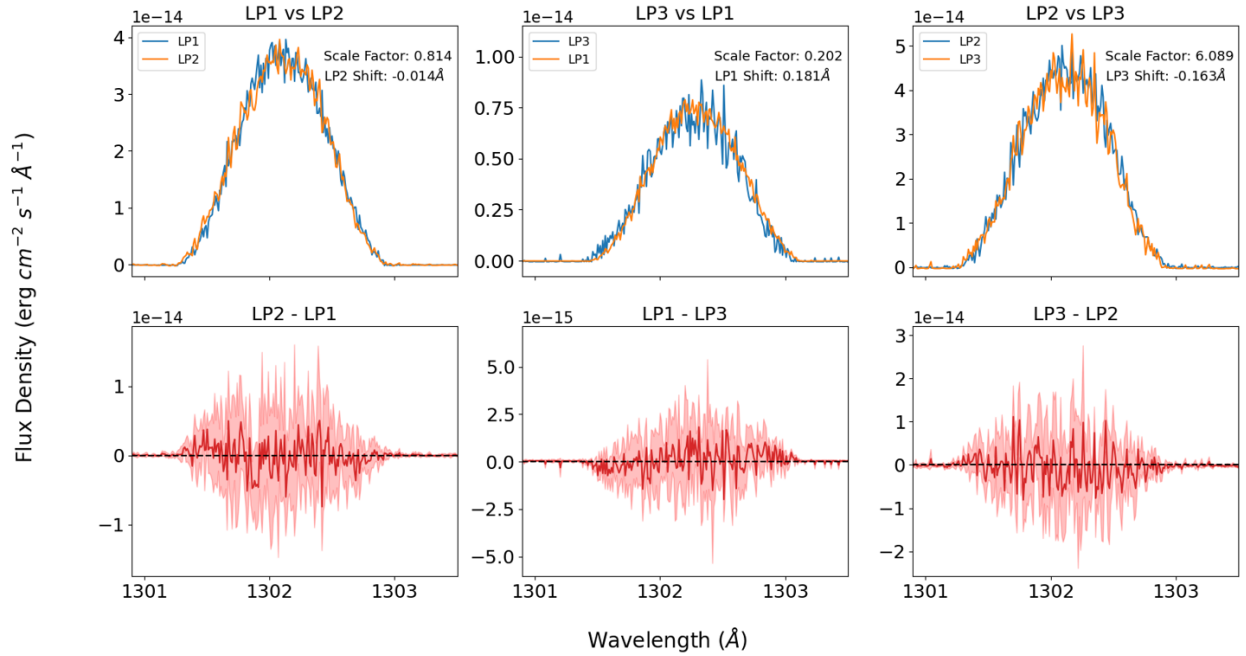 LP1 vs LP2
LP3 vs LP1
LP2 vs LP3
1e−14
1e−14
1e−14
LP1
LP2
Scale Factor: 0.814
LP2 Shift: -0.014Å
LP3
LP1
Scale Factor: 0.202
LP1 Shift: 0.181Å
LP2
LP3
Scale Factor: 6.089
LP3 Shift: -0.163Å
4
3
2
1
0
1.00
0.75
0.50
0.25
0.00
5
4
3
2
1
0
Flux Density (erg cm⁻² s⁻¹ Å⁻¹)
LP2 - LP1
LP1 - LP3
LP3 - LP2
1e−14
1e−15
1e−14
1
0
−1
5.0
2.5
0.0
−2.5
−5.0
3
2
1
0
−1
−2
1301 1302 1303
1301 1302 1303
1301 1302 1303
Wavelength (Å)